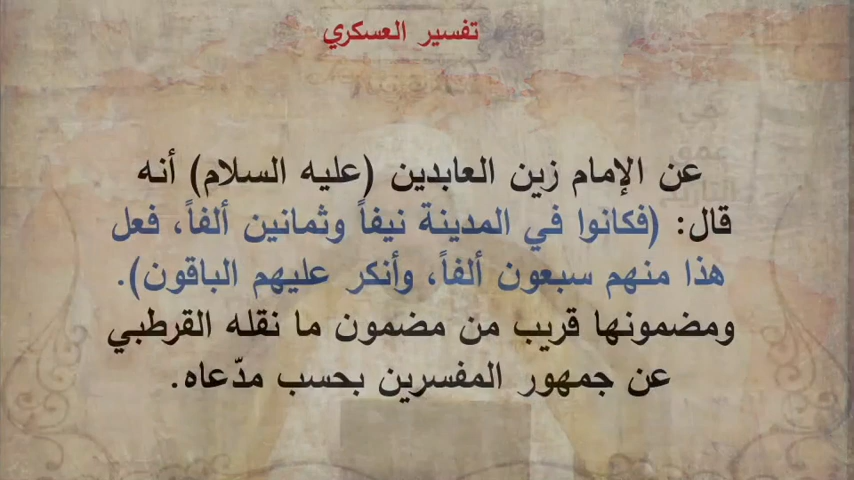 تفسير العسكري
عن الإمام زين العابدين (عليه السلام) أنه
قال: (فكانوا في المدينة نيفاً وثمانين ألفاً، فعل
هذا منهم سبعون ألفاً، وأنكر عليهم الباقون).
ومضمونها قريب من مضمون ما نقله القرطبي
عن جمهور المفسرين بحسب مدّعاه.